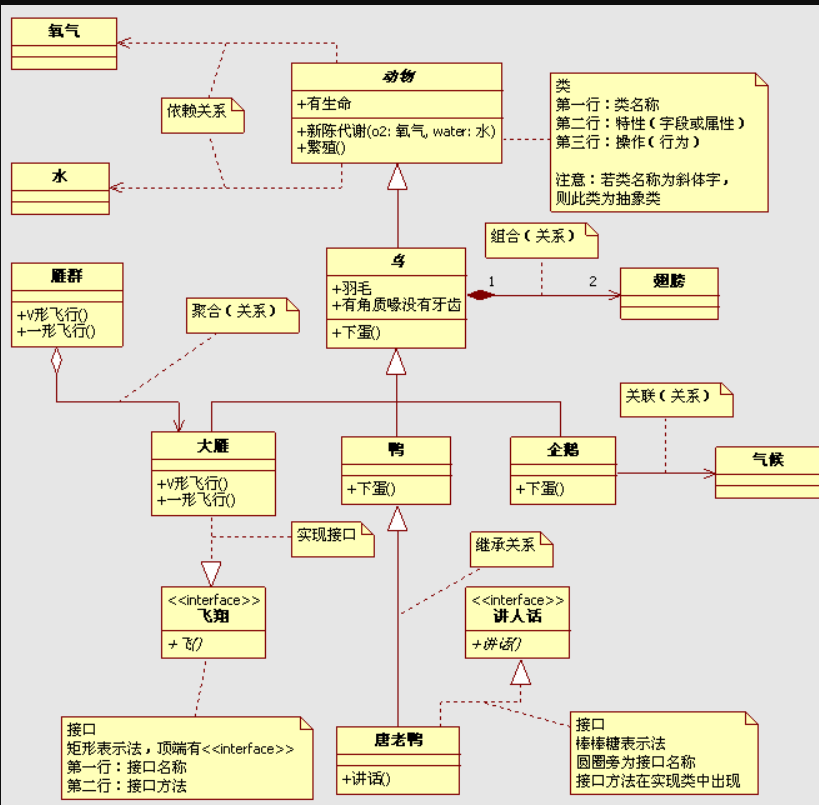 氧气
动物
+有生命
+新陈代谢(o2: 氧气, water: 水)
+繁殖()
类
第一行：类名称
第二行：特性（字段或属性）
第三行：操作（行为）
注意：若类名称为斜体字，
则此类为抽象类
依赖关系
水
组合（关系）
雁群
+V形飞行()
+一形飞行()
聚合（关系）
鸟
+羽毛
+有角质喙没有牙齿
+下蛋()
1
2
翅膀
关联（关系）
大雁
+V形飞行()
+一形飞行()
鸭
+下蛋()
企鹅
+下蛋()
气候
实现接口
继承关系
<<interface>>
飞翔
+飞()
<<interface>>
讲人话
+讲话()
接口
矩形表示法，顶端有<<interface>>
第一行：接口名称
第二行：接口方法
唐老鸭
+讲话()
接口
棒棒糖表示法
圆圈旁为接口名称
接口方法在实现类中出现